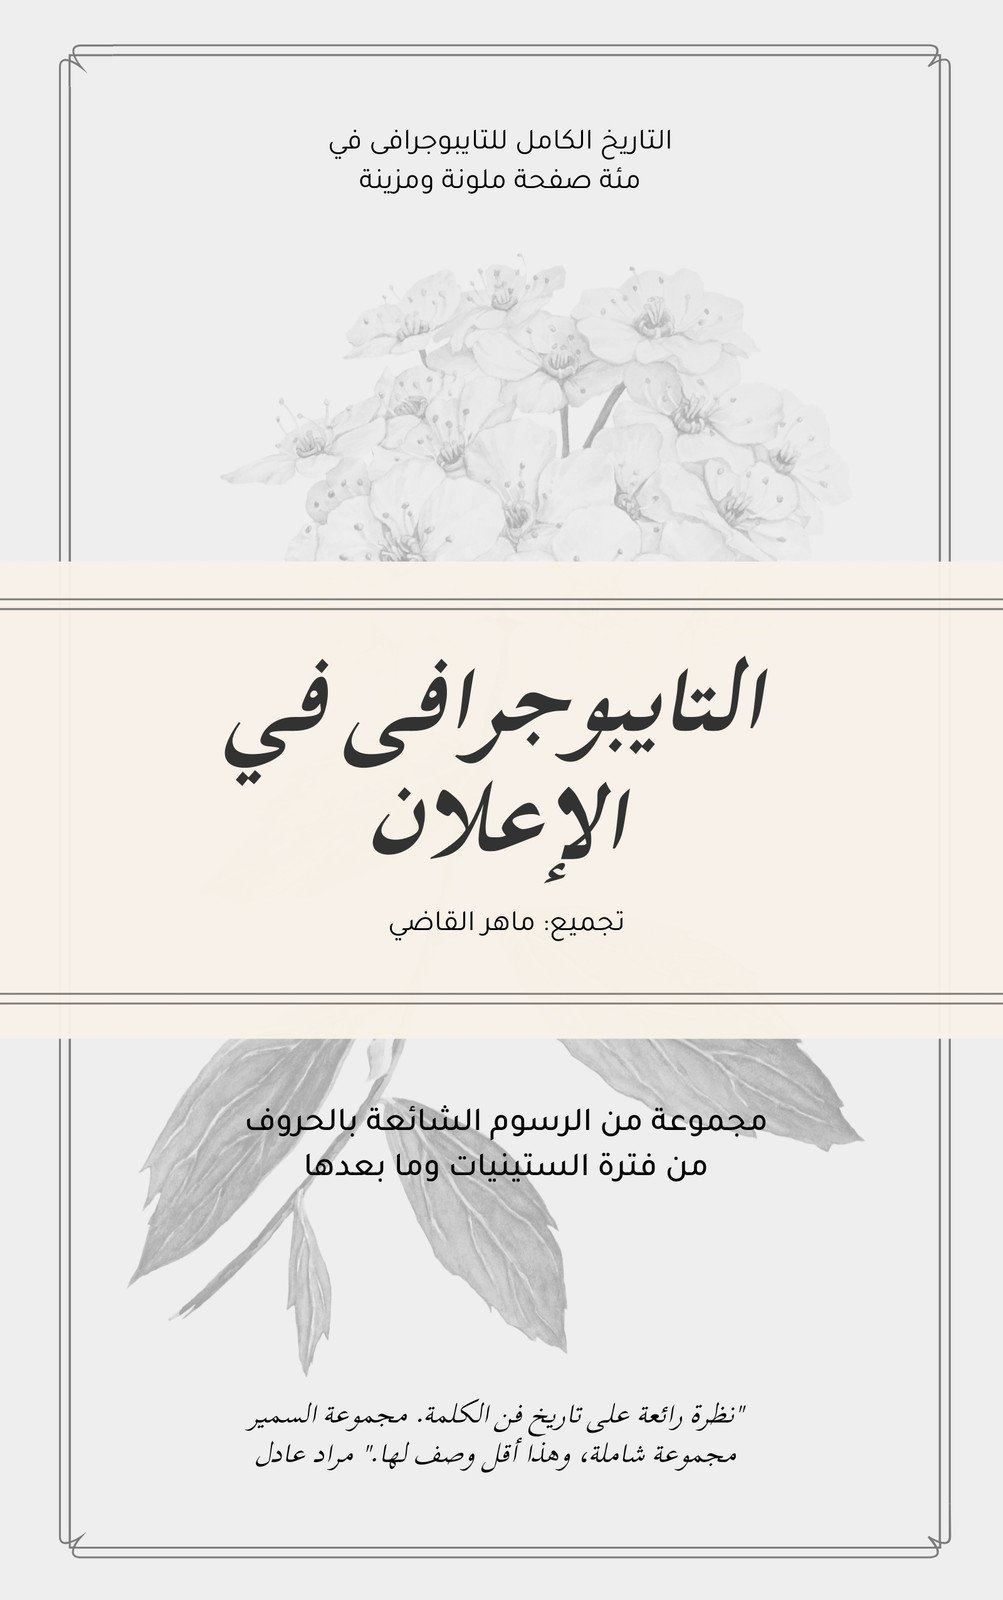 التاريخ الكامل للتايبوجرافى في
مئة صفحة ملونة ومزينة
التايبوجرافى في
الإعلان
تجميع: ماهر القاضي
مجموعة من الرسوم الشائعة بالحروف
من فترة الستينيات وما بعدها
"نظرة رائعة على تاريخ فن الكلمة. مجموعة السمير
مجموعة شاملة، وهذا أقل وصف لها." مراد عادل